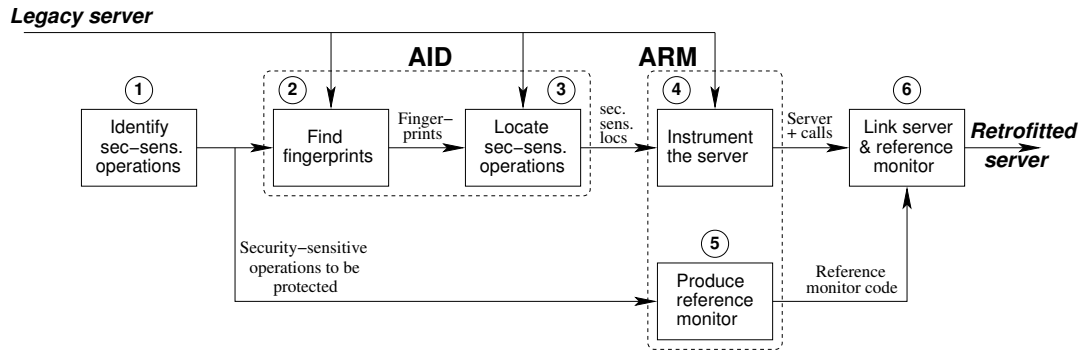 Legacy server
AID
ARM
1
2
3
4
6
Identify
sec-sens.
operations
Find
fingerprints
Finger-
prints
Locate
sec-sens.
operations
sec.
sens.
locs
Instrument
the server
Server
+ calls
Link server
& reference
monitor
Retrofitted
server
Security-sensitive
operations to be
protected
5
Produce
reference
monitor
Reference
monitor code